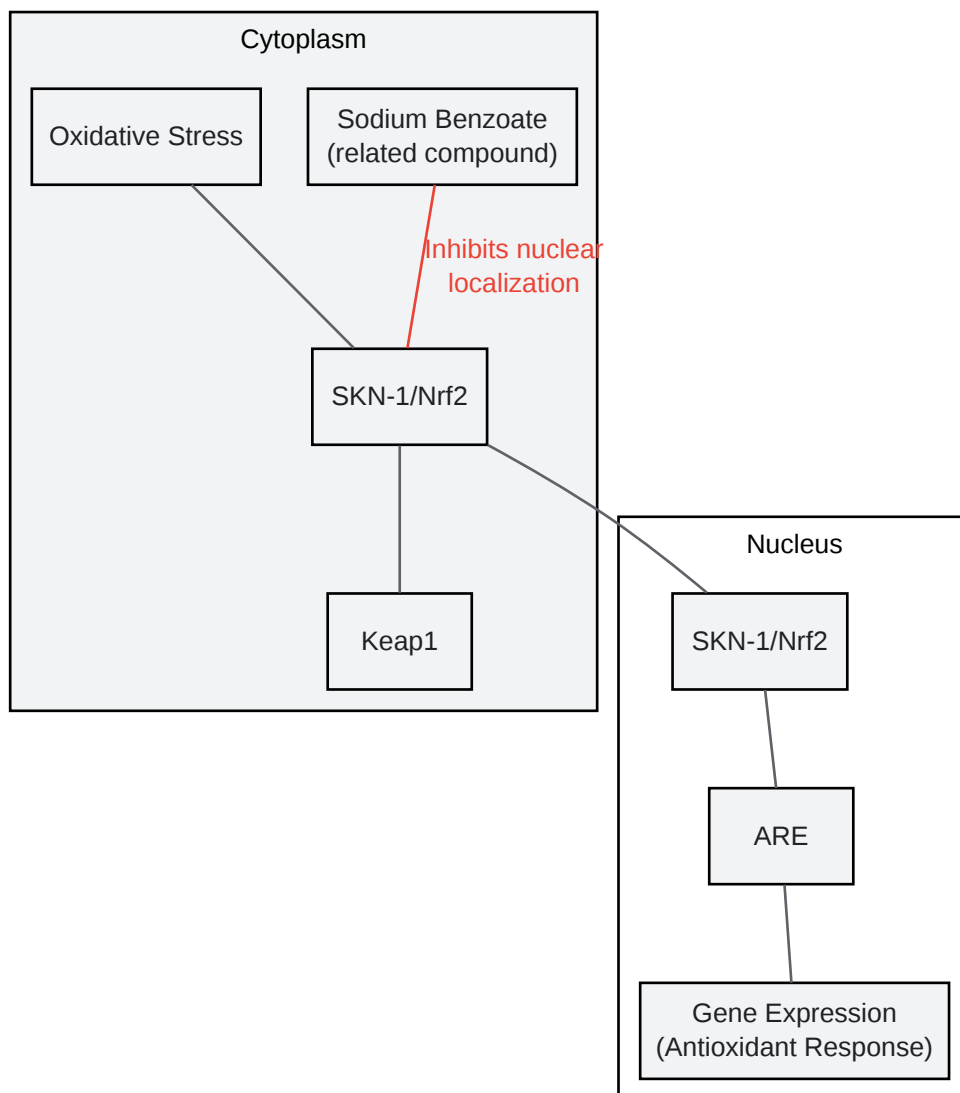 Cytoplasm
Oxidative Stress
Sodium Benzoate
(related compound)
Inhibits nuclear
localization
SKN-1/Nrf2
Keap1
Nucleus
SKN-1/Nrf2
ARE
Gene Expression
(Antioxidant Response)